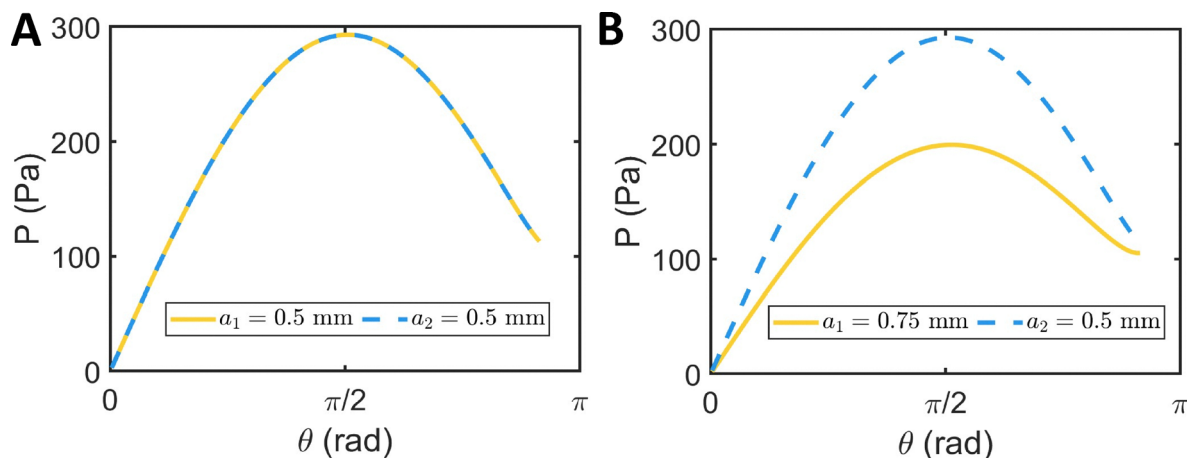 A
300
200
100
0
P (Pa)
a₁ = 0.5 mm a₂ = 0.5 mm
0 π/2 π
θ (rad)
B
300
200
100
0
P (Pa)
a₁ = 0.75 mm a₂ = 0.5 mm
0 π/2 π
θ (rad)